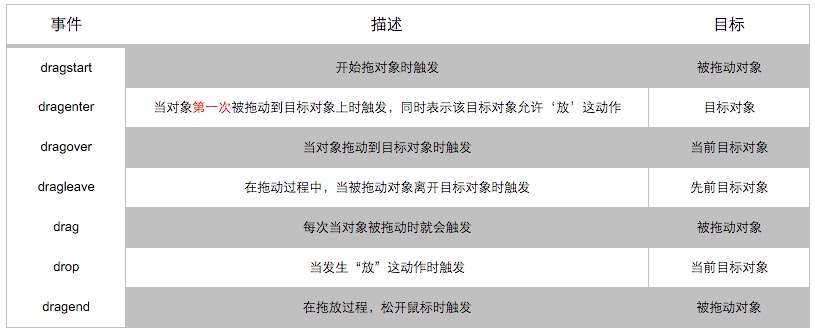 事件 描述 目标
dragstart 开始拖对象时触发 被拖动对象
dragenter 当对象第一次被拖动到目标对象上时触发，同时表示该目标对象允许‘放’这动作 目标对象
dragover 当对象拖动到目标对象时触发 当前目标对象
dragleave 在拖动过程中，当被拖动对象离开目标对象时触发 先前目标对象
drag 每次当对象被拖动时就会触发 被拖动对象
drop 当发生“放”这动作时触发 当前目标对象
dragend 在拖放过程，松开鼠标时触发 被拖动对象